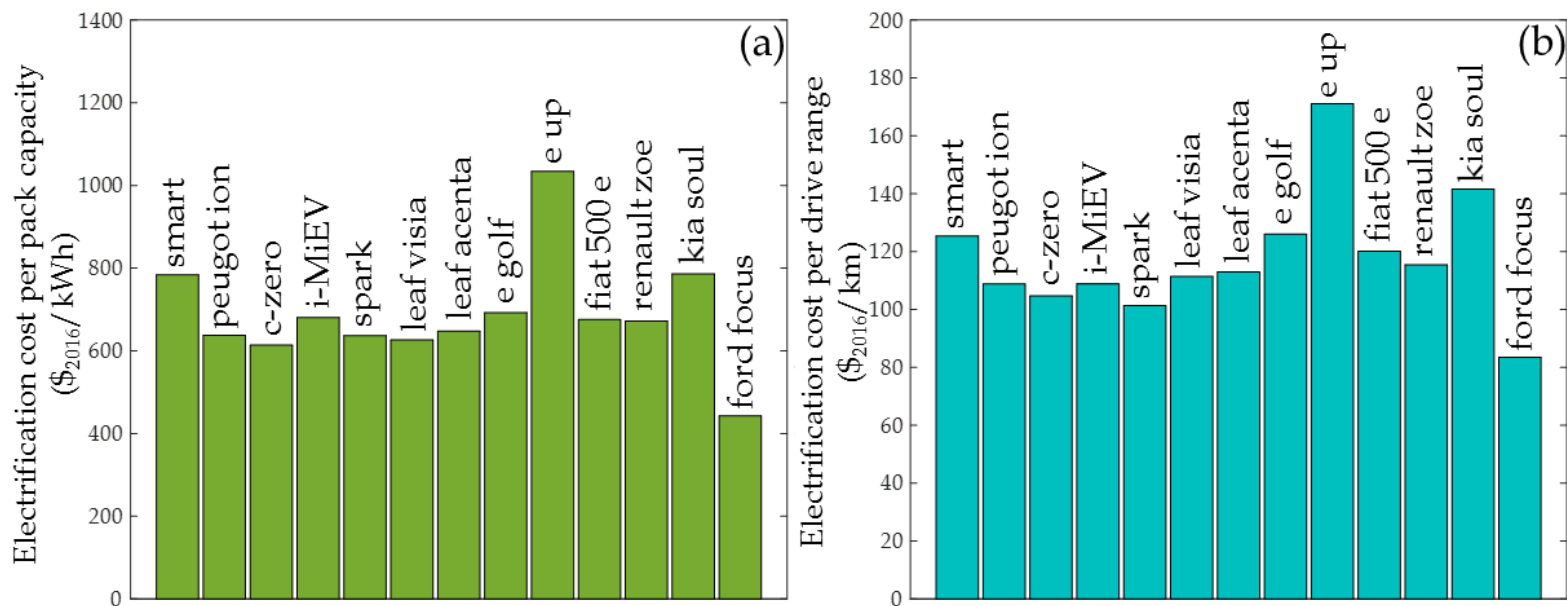 Electrification cost per pack capacity
($2016/kWh)
1400
1200
1000
800
600
400
200
0
(a)
smart
peugot ion
c-zero
i-MiEV
spark
leaf visia
leaf acenta
e golf
e up
fiat 500 e
renault zoe
kia soul
ford focus
Electrification cost per drive range
($2016/km)
200
180
160
140
120
100
80
60
40
20
0
(b)
smart
peugot ion
c-zero
i-MiEV
spark
leaf visia
leaf acenta
e golf
e up
fiat 500 e
renault zoe
kia soul
ford focus